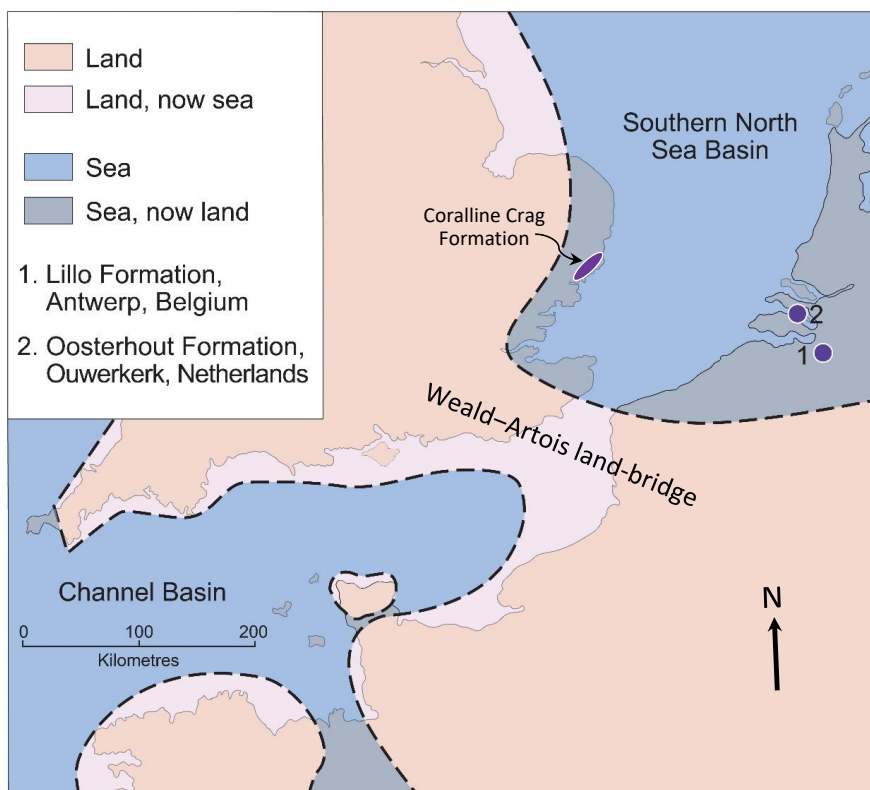 Land
Land, now sea
Sea
Sea, now land
1. Lillo Formation,
Antwerp, Belgium
2. Oosterhout Formation,
Ouwerkerk, Netherlands
Southern North
Sea Basin
Coralline Crag
Formation
2
1
Weald–Artois land-bridge
Channel Basin
0 100 200
Kilometres
N